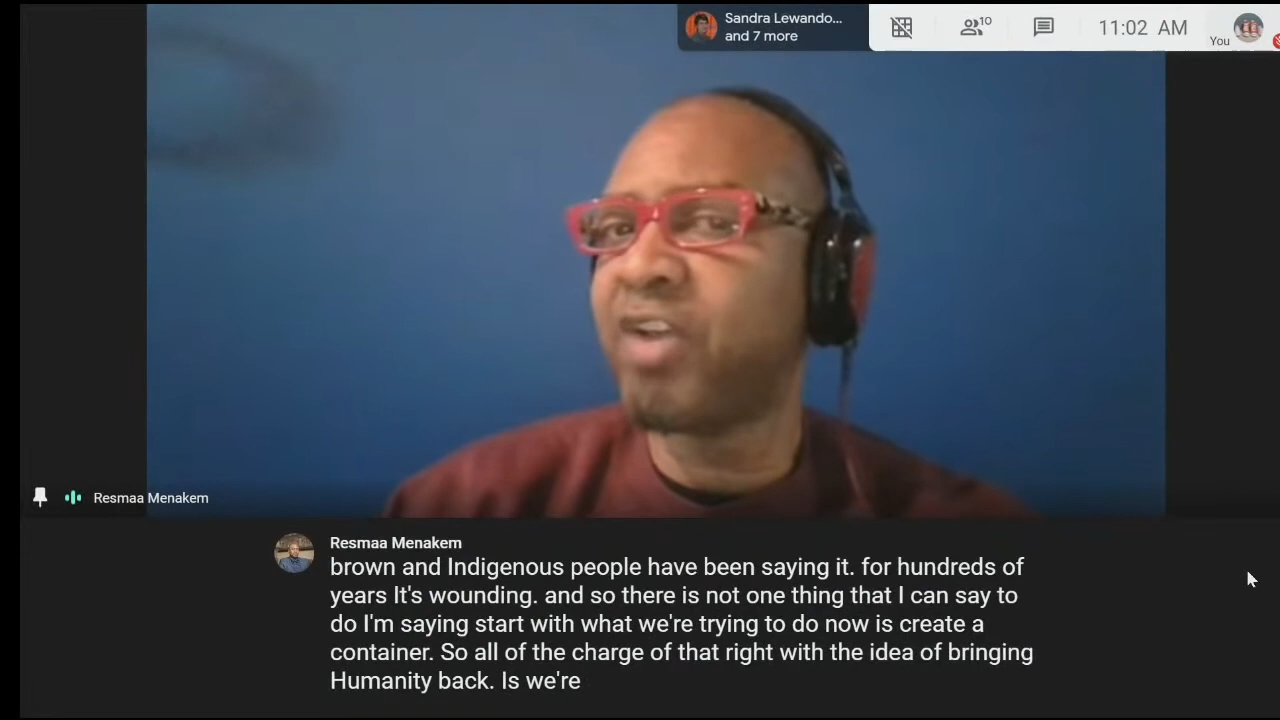 Sandra Lewando...
and 7 more
10
11:02 AM
You
Resmaa Menakem
Resmaa Menakem
brown and Indigenous people have been saying it. for hundreds of
years It's wounding. and so there is not one thing that I can say to
do I'm saying start with what we're trying to do now is create a
container. So all of the charge of that right with the idea of bringing
Humanity back. Is we're